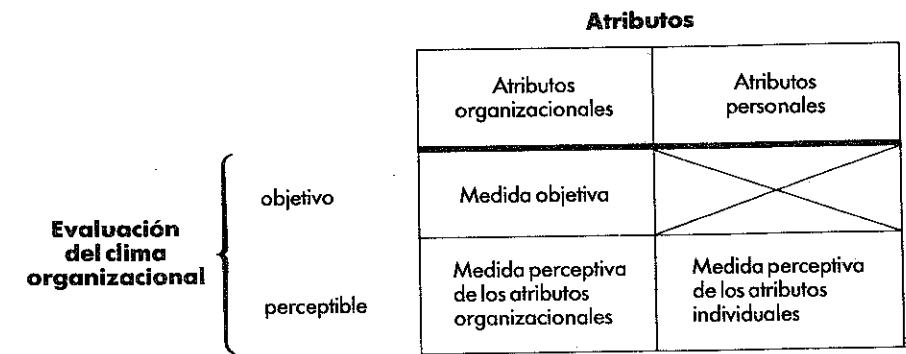 Atributos
Atributos
organizacionales
Atributos
personales
Evaluación
del clima
organizacional
objetivo
Medida objetiva
perceptible
Medida perceptiva
de los atributos
organizacionales
Medida perceptiva
de los atributos
individuales